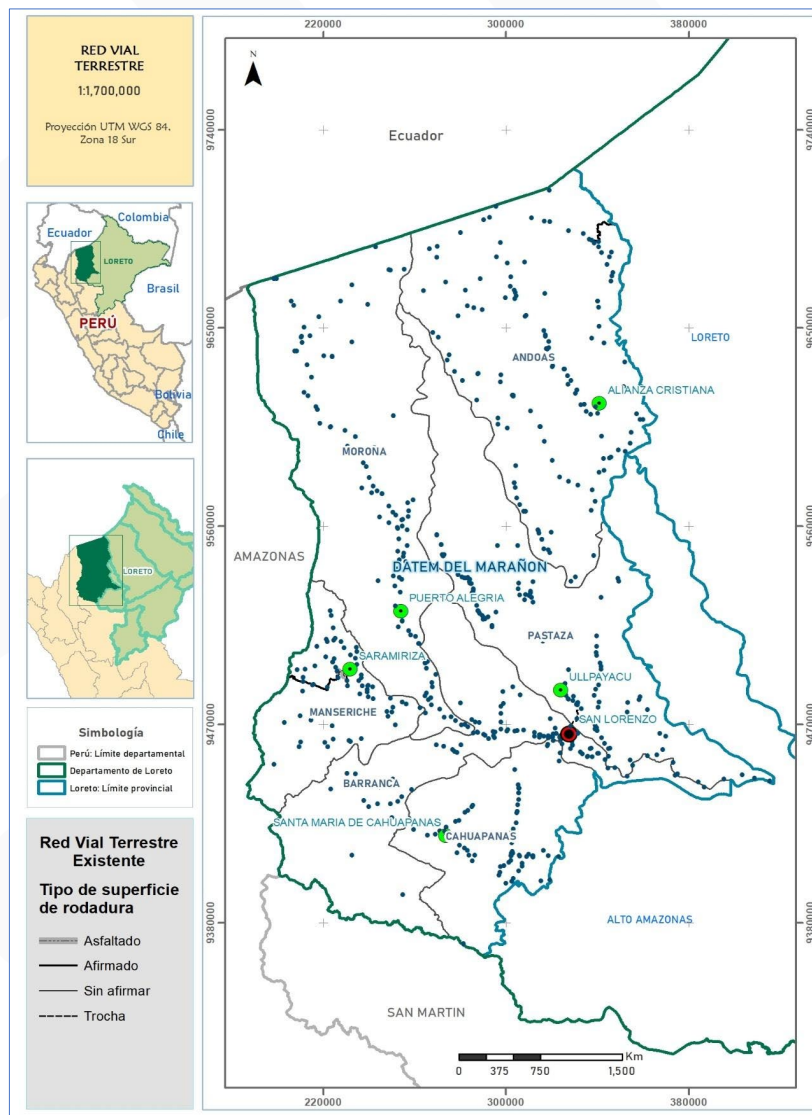 RED VIAL
TERRESTRE
1:1,700,000
Proyección UTM WGS 84,
Zona 18 Sur
Colombia
Ecuador
LORETO
Brasil
PERÚ
Bolivia
Chile
LORETO
Simbología
Perú: Límite departamental
Departamento de Loreto
Loreto: Límite provincial
Red Vial Terrestre
Existente
Tipo de superficie
de rodadura
Asfaltado
Afirmado
Sin afirmar
Trocha
220000
300000
380000
N
Ecuador
9740000
9740000
9650000
9650000
LORETO
ANDOAS
ALIANZA CRISTIANA
MOROÑA
9560000
9560000
AMAZONAS
DATEM DEL MARAÑON
PUERTO ALEGRIA
PASTAZA
SARAMIRIZA
ULLPAYACU
MANSERICHE
SAN LORENZO
9470000
9470000
BARRANCA
SANTA MARIA DE CAHUAPANAS
CAHUAPANAS
9380000
9380000
ALTO AMAZONAS
SAN MARTIN
Km
0 375 750 1,500
220000
300000
380000